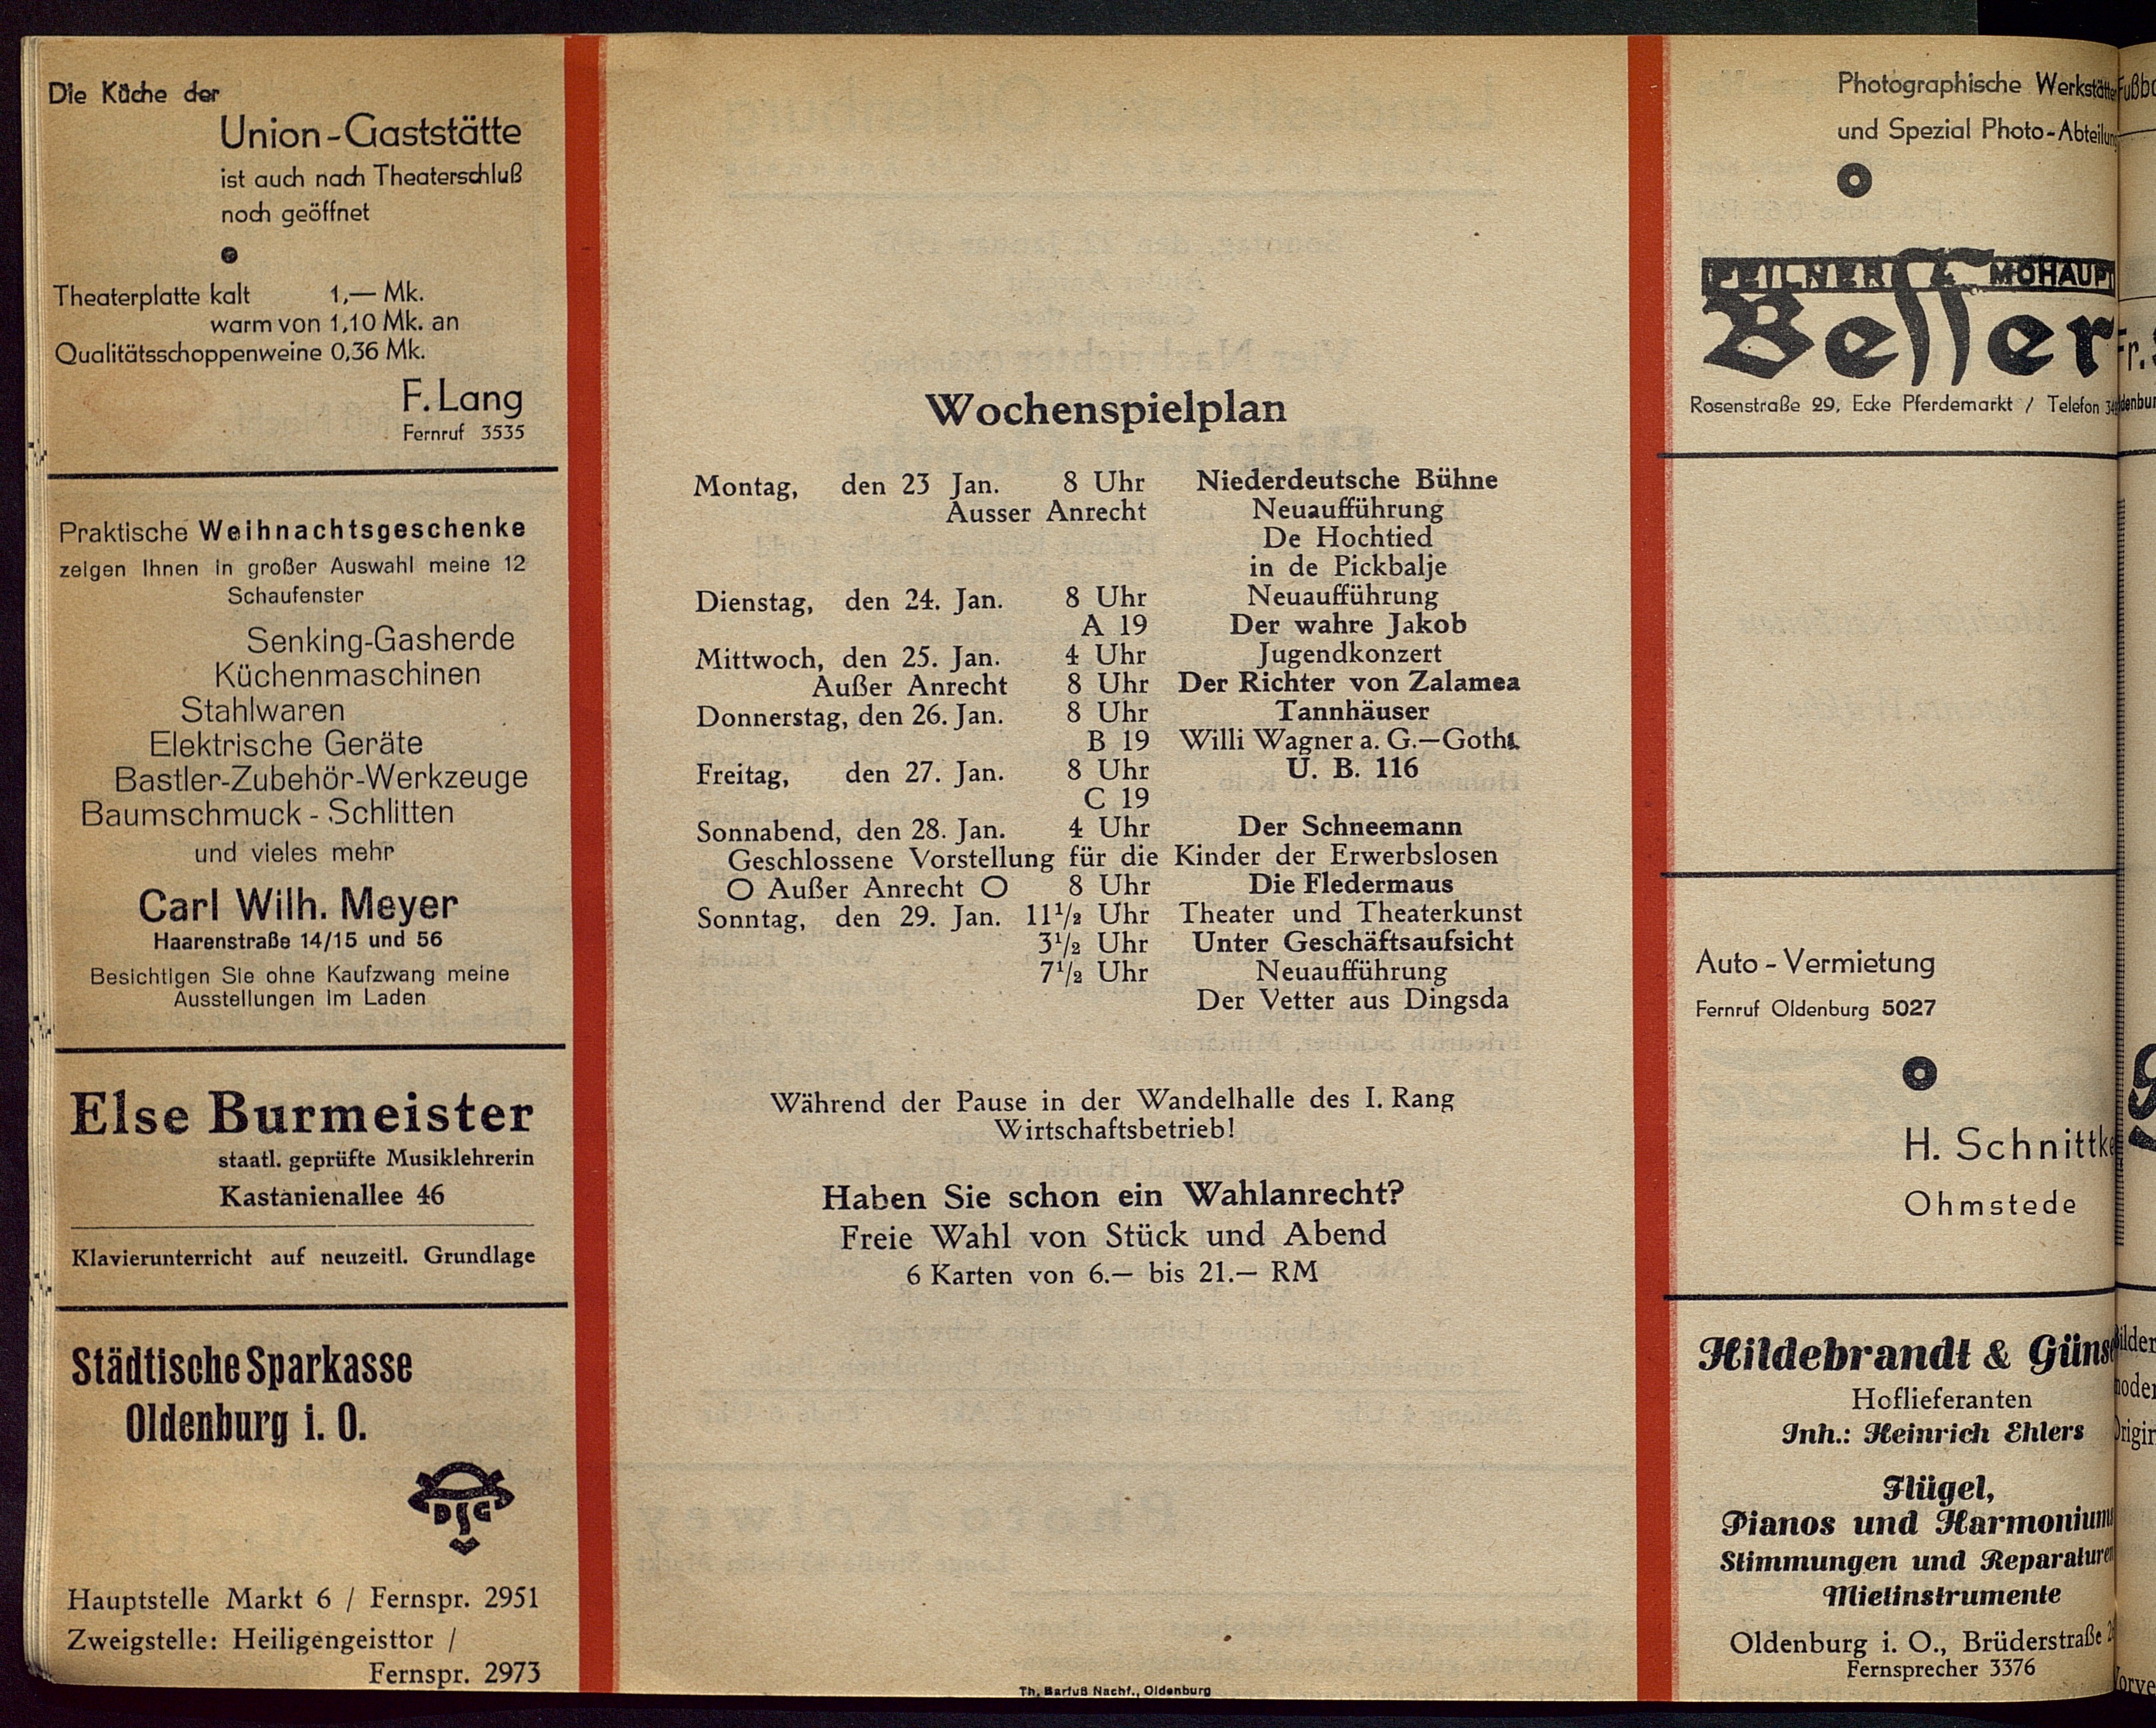 Die Küche der
Union-Gaststätte
ist auch nach Theaterschluß
noch geöffnet
Theaterplatte kalt 1,— Mk.
warm von 1,10 Mk. an
Qualitätsschoppenweine 0,36 Mk.
F. Lang
Fernruf 3535
Praktische Weihnachtsgeschenke
zeigen Ihnen in großer Auswahl meine 12
Schaufenster
Senking-Gasherde
Küchenmaschinen
Stahlwaren
Elektrische Geräte
Bastler-Zubehör-Werkzeuge
Baumschmuck - Schlitten
und vieles mehr
Carl Wilh. Meyer
Haarenstraße 14/15 und 56
Besichtigen Sie ohne Kaufzwang meine
Ausstellungen im Laden
Else Burmeister
staatl. geprüfte Musiklehrerin
Kastanienallee 46
Klavierunterricht auf neuzeitl. Grundlage
Städtische Sparkasse
Oldenburg i. O.
Hauptstelle Markt 6 / Fernspr. 2951
Zweigstelle: Heiligengeisttor /
Fernspr. 2973
Wochenspielplan
Montag, den 23 Jan. 8 Uhr Niederdeutsche Bühne
Ausser Anrecht Neuaufführung
De Hochtied
in de Pickbalje
Dienstag, den 24. Jan. 8 Uhr Neuaufführung
A 19 Der wahre Jakob
Mittwoch, den 25. Jan. 4 Uhr Jugendkonzert
Außer Anrecht 8 Uhr Der Richter von Zalamea
Donnerstag, den 26. Jan. 8 Uhr Tannhäuser
B 19 Willi Wagner a. G.—Gotha
Freitag, den 27. Jan. 8 Uhr U. B. 116
C 19
Sonnabend, den 28. Jan. 4 Uhr Der Schneemann
Geschlossene Vorstellung für die Kinder der Erwerbslosen
O Außer Anrecht O 8 Uhr Die Fledermaus
Sonntag, den 29. Jan. 11½ Uhr Theater und Theaterkunst
3½ Uhr Unter Geschäftsaufsicht
7½ Uhr Neuaufführung
Der Vetter aus Dingsda
Während der Pause in der Wandelhalle des I. Rang
Wirtschaftsbetrieb!
Haben Sie schon ein Wahlanrecht?
Freie Wahl von Stück und Abend
6 Karten von 6.— bis 21.— RM
Th. Barfuß Nachf., Oldenburg
Photographische Werkstätten
und Spezial Photo-Abteilung
PEILNER & MOHAUPT
Besser
Rosenstraße 29, Ecke Pferdemarkt / Telefon
Auto - Vermietung
Fernruf Oldenburg 5027
H. Schnittke
Ohmstede
Hildebrandt & Güns
Hoflieferanten
Inh.: Heinrich Ehlers
Flügel,
Pianos und Harmoniums
Stimmungen und Reparaturen
Mietinstrumente
Oldenburg i. O., Brüderstraße
Fernsprecher 3376